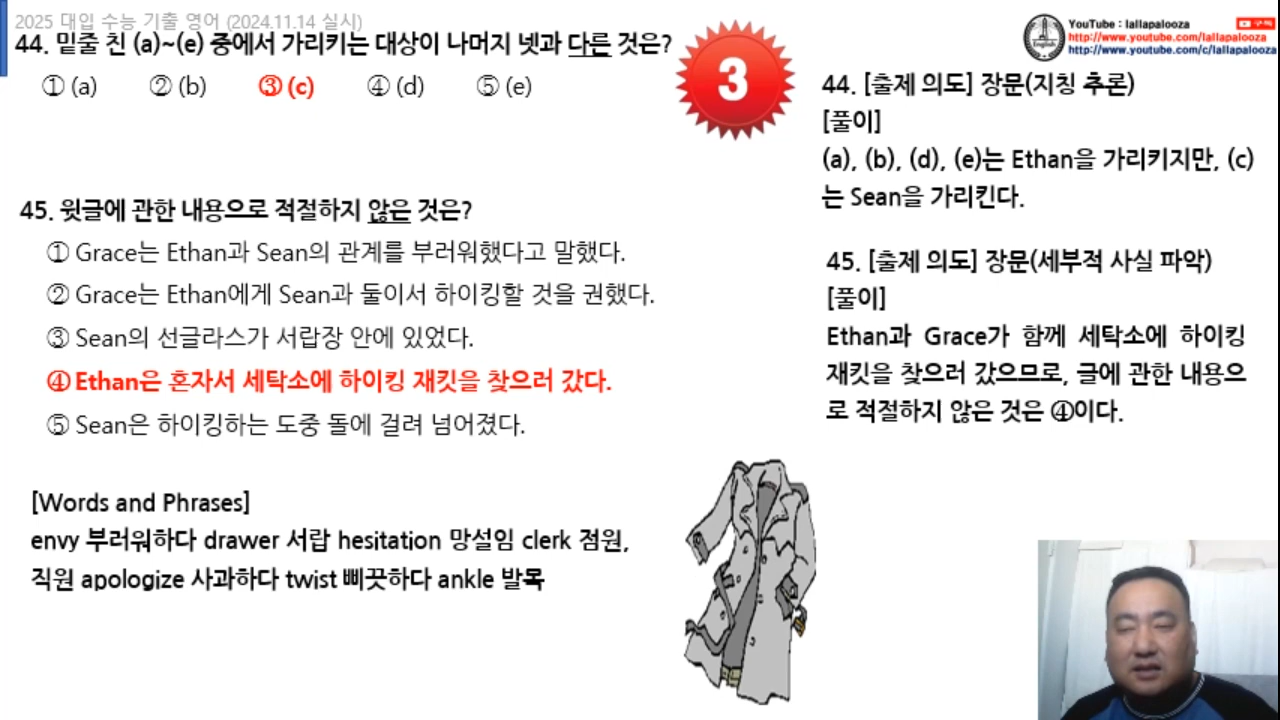 2025 대입 수능 기출 영어 (2024.11.14 실시)
44. 밑줄 친 (a)~(e) 중에서 가리키는 대상이 나머지 넷과 다른 것은?
① (a) ② (b) ③ (c) ④ (d) ⑤ (e)
3
YouTube : lallapalooza
구독
http://www.youtube.com/lallapalooza
http://www.youtube.com/c/lallapalooza
English
44. [출제 의도] 장문(지칭 추론)
[풀이]
(a), (b), (d), (e)는 Ethan을 가리키지만, (c)
는 Sean을 가리킨다.
45. 윗글에 관한 내용으로 적절하지 않은 것은?
① Grace는 Ethan과 Sean의 관계를 부러워했다고 말했다.
② Grace는 Ethan에게 Sean과 둘이서 하이킹할 것을 권했다.
③ Sean의 선글라스가 서랍장 안에 있었다.
④ Ethan은 혼자서 세탁소에 하이킹 재킷을 찾으러 갔다.
⑤ Sean은 하이킹하는 도중 돌에 걸려 넘어졌다.
45. [출제 의도] 장문(세부적 사실 파악)
[풀이]
Ethan과 Grace가 함께 세탁소에 하이킹
재킷을 찾으러 갔으므로, 글에 관한 내용으
로 적절하지 않은 것은 ④이다.
[Words and Phrases]
envy 부러워하다 drawer 서랍 hesitation 망설임 clerk 점원,
직원 apologize 사과하다 twist 삐끗하다 ankle 발목